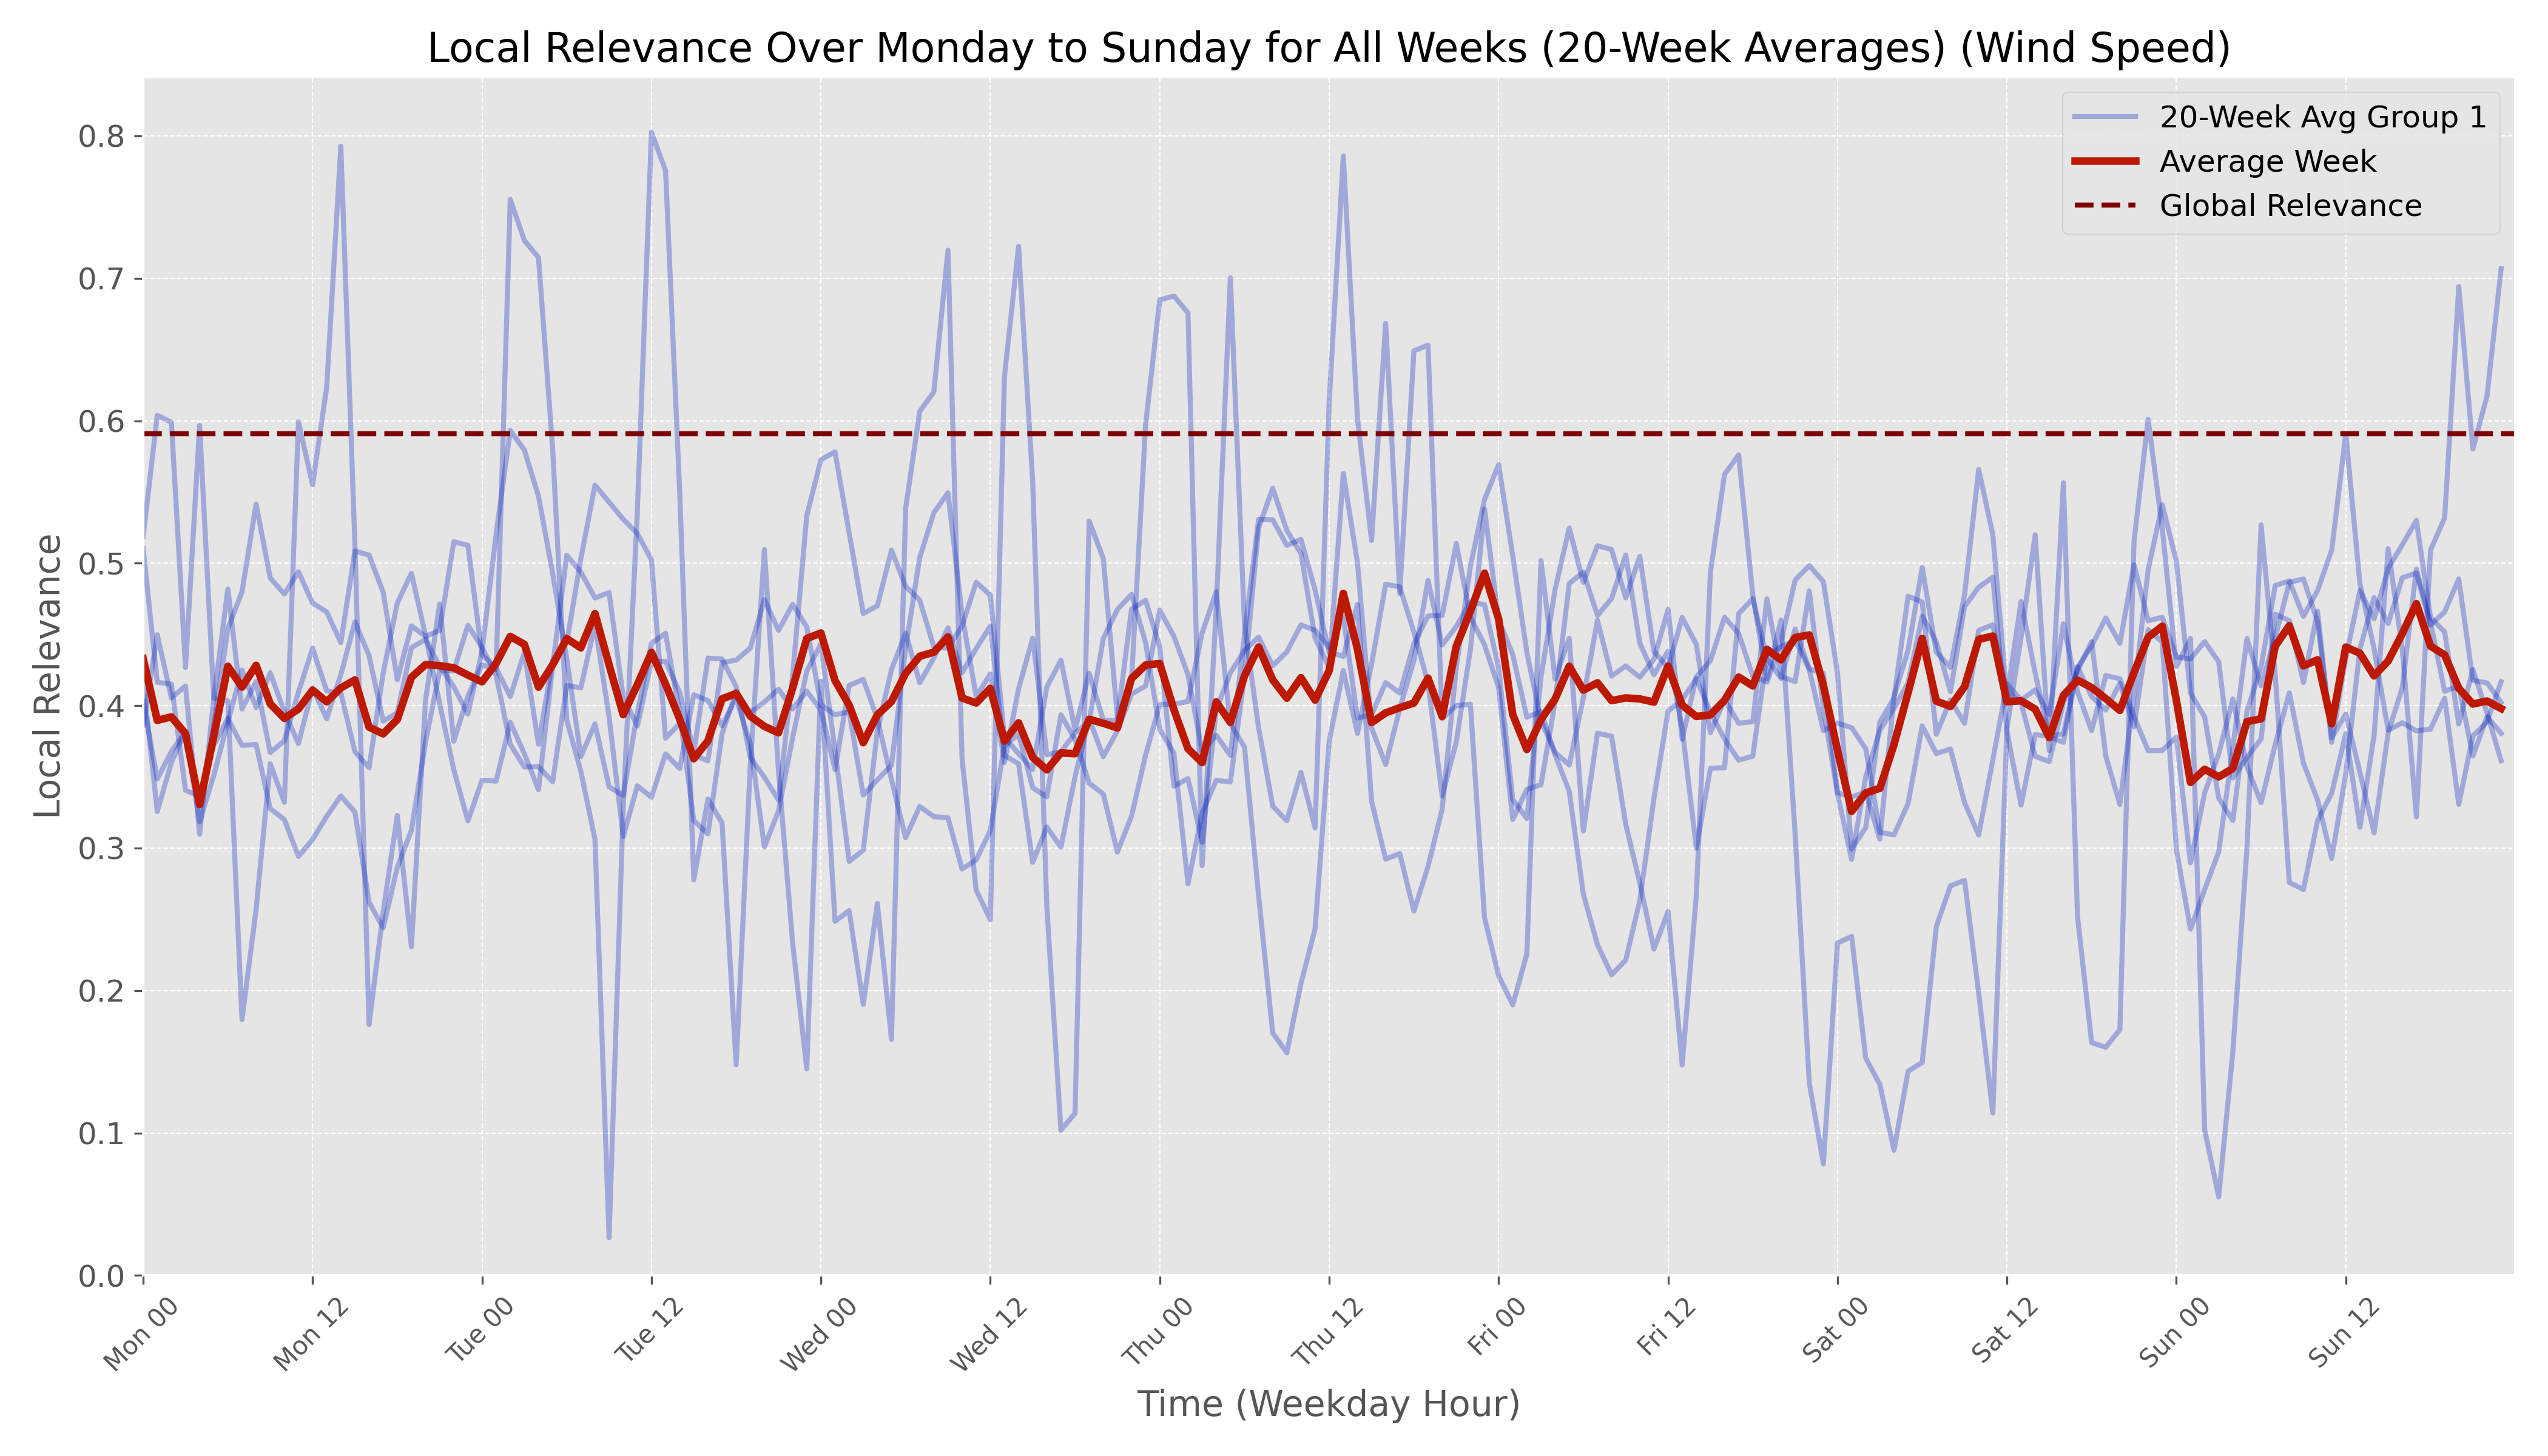 Local Relevance Over Monday to Sunday for All Weeks (20-Week Averages) (Wind Speed)
20-Week Avg Group 1
Average Week
Global Relevance
Local Relevance
0.8
0.7
0.6
0.5
0.4
0.3
0.2
0.1
0.0
Mon 00
Mon 12
Tue 00
Tue 12
Wed 00
Wed 12
Thu 00
Thu 12
Fri 00
Fri 12
Sat 00
Sat 12
Sun 00
Sun 12
Time (Weekday Hour)